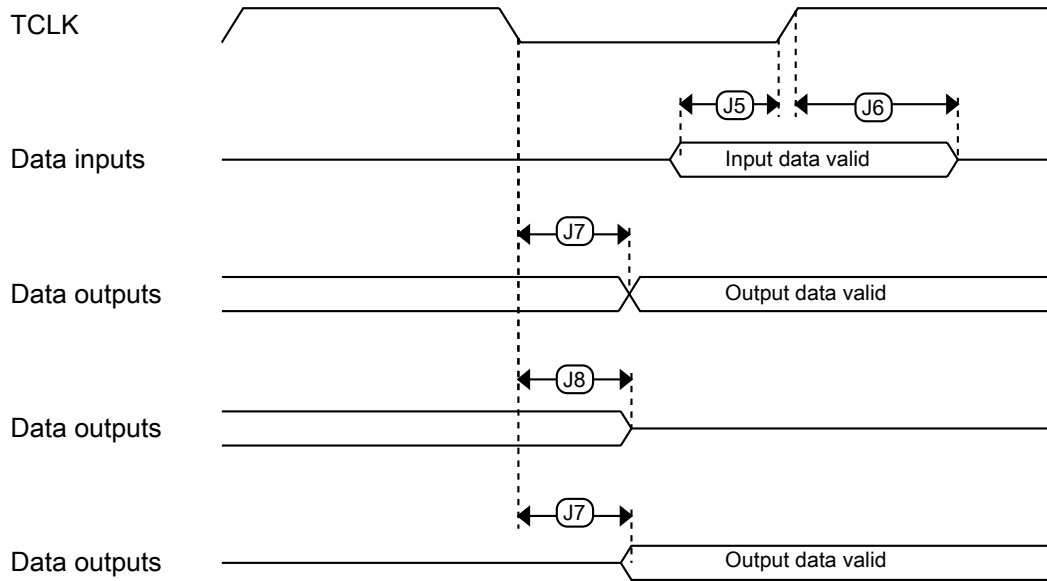 TCLK
J5
J6
Data inputs
Input data valid
J7
Data outputs
Output data valid
J8
Data outputs
J7
Data outputs
Output data valid